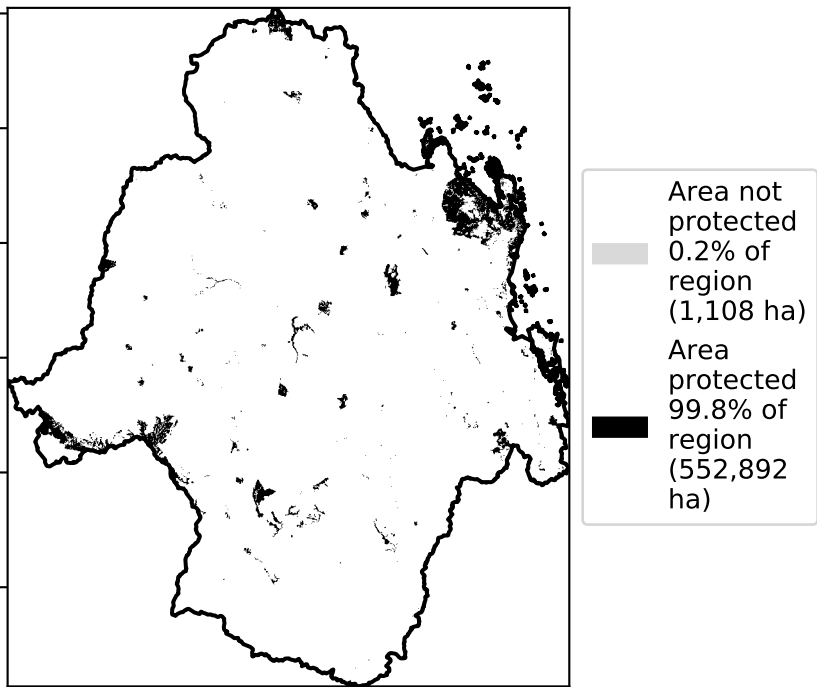 Area not
protected
0.2% of
region
(1,108 ha)
Area
protected
99.8% of
region
(552,892
ha)